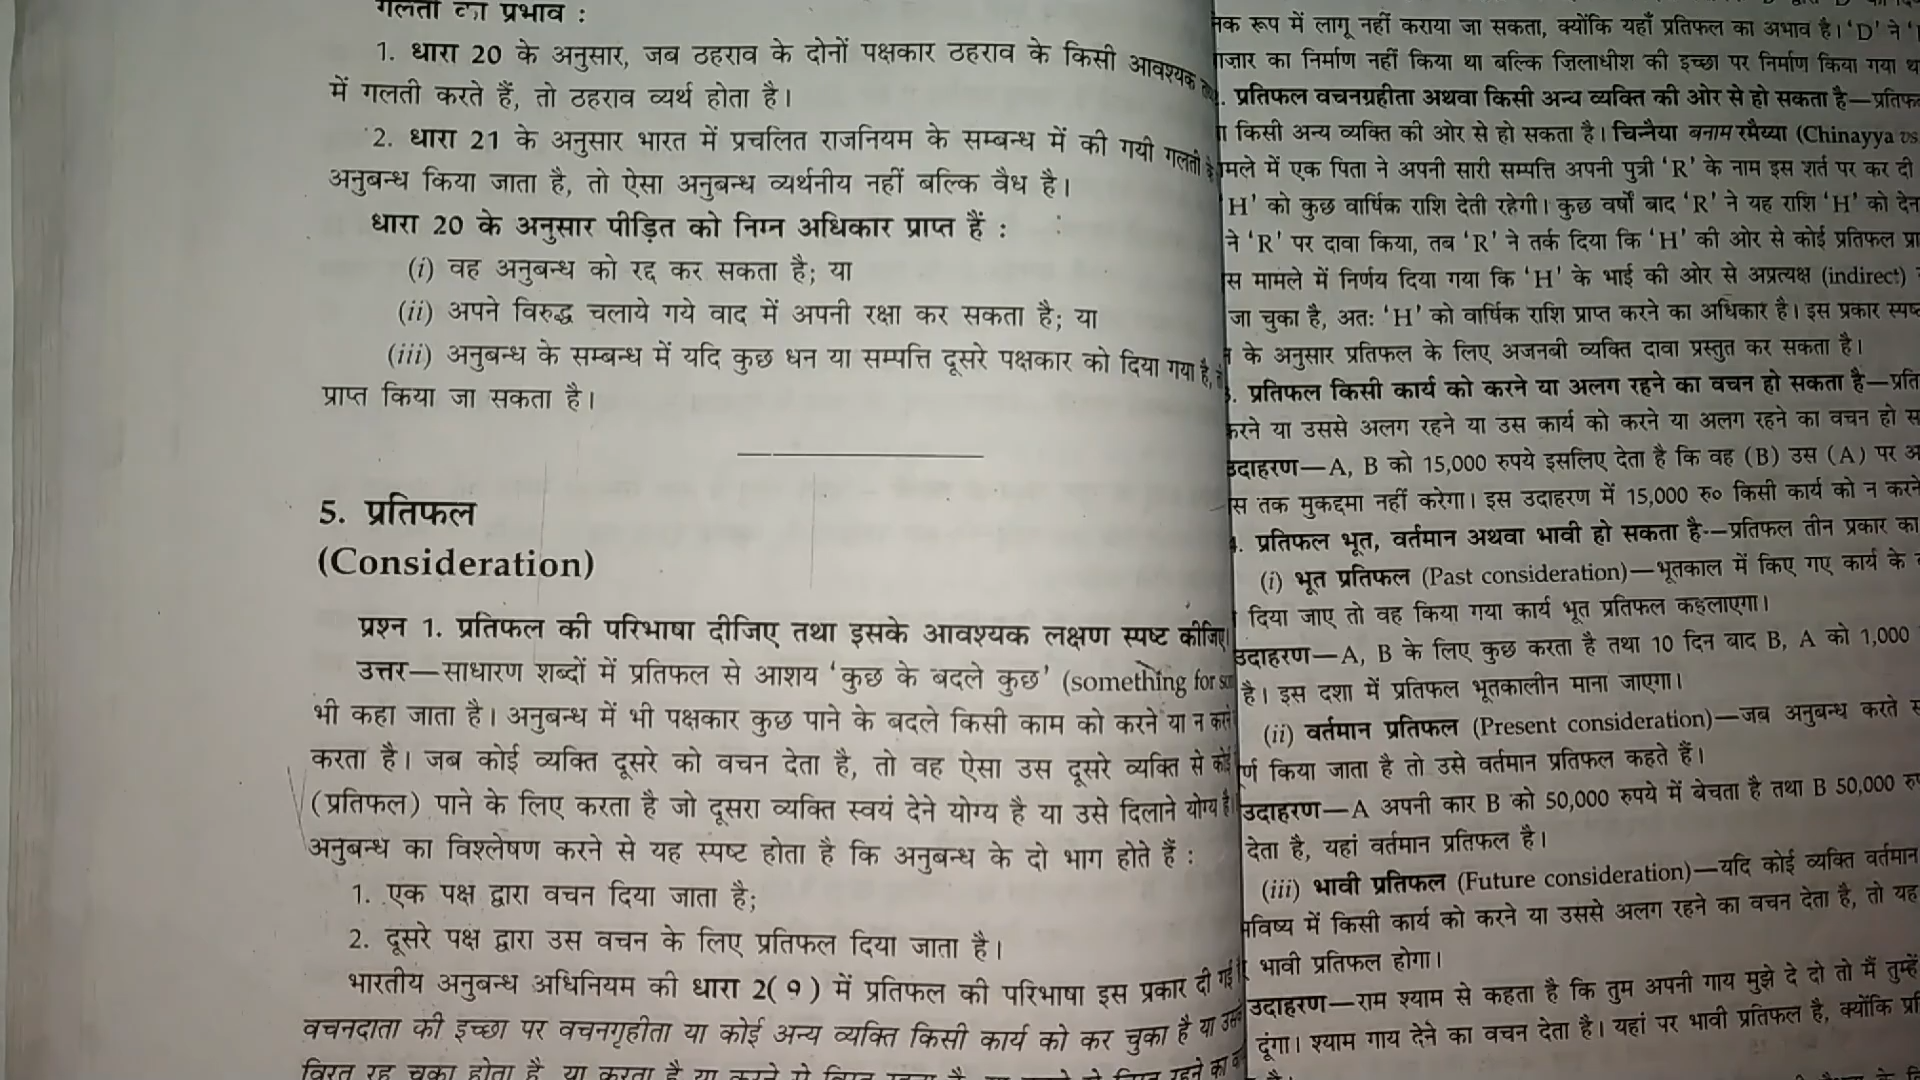 गलती का प्रभाव :
1. धारा 20 के अनुसार, जब ठहराव के दोनों पक्षकार ठहराव के किसी आवश्यक
में गलती करते हैं, तो ठहराव व्यर्थ होता है।
2. धारा 21 के अनुसार भारत में प्रचलित राजनियम के सम्बन्ध में की गयी गलती
अनुबन्ध किया जाता है, तो ऐसा अनुबन्ध व्यर्थनीय नहीं बल्कि वैध है।
धारा 20 के अनुसार पीड़ित को निम्न अधिकार प्राप्त हैं :
(i) वह अनुबन्ध को रद्द कर सकता है; या
(ii) अपने विरुद्ध चलाये गये वाद में अपनी रक्षा कर सकता है; या
(iii) अनुबन्ध के सम्बन्ध में यदि कुछ धन या सम्पत्ति दूसरे पक्षकार को दिया गया है,
प्राप्त किया जा सकता है।
5. प्रतिफल
(Consideration)
प्रश्न 1. प्रतिफल की परिभाषा दीजिए तथा इसके आवश्यक लक्षण स्पष्ट कीजिए।
उत्तर—साधारण शब्दों में प्रतिफल से आशय ‘कुछ के बदले कुछ’ (something for
भी कहा जाता है। अनुबन्ध में भी पक्षकार कुछ पाने के बदले किसी काम को करने या न करने
करता है। जब कोई व्यक्ति दूसरे को वचन देता है, तो वह ऐसा उस दूसरे व्यक्ति से कोई
(प्रतिफल) पाने के लिए करता है जो दूसरा व्यक्ति स्वयं देने योग्य है या उसे दिलाने योग्य है।
अनुबन्ध का विश्लेषण करने से यह स्पष्ट होता है कि अनुबन्ध के दो भाग होते हैं :
1. एक पक्ष द्वारा वचन दिया जाता है;
2. दूसरे पक्ष द्वारा उस वचन के लिए प्रतिफल दिया जाता है।
भारतीय अनुबन्ध अधिनियम की धारा 2(9) में प्रतिफल की परिभाषा इस प्रकार दी गई
वचनदाता की इच्छा पर वचनगृहीता या कोई अन्य व्यक्ति किसी कार्य को कर चुका है या
विरत रह चुका होता है, या करता है या करने से
रूप में लागू नहीं कराया जा सकता, क्योंकि यहाँ प्रतिफल का अभाव है। ‘D’ ने
का निर्माण नहीं किया था बल्कि ज़िलाधीश की इच्छा पर निर्माण किया गया
प्रतिफल वचनग्रहीता अथवा किसी अन्य व्यक्ति की ओर से हो सकता है—
किसी अन्य व्यक्ति की ओर से हो सकता है। चिन्नैया बनाम रमैय्या (Chinayya vs
में एक पिता ने अपनी सारी सम्पत्ति अपनी पुत्री ‘R’ के नाम इस शर्त पर कर दी
‘H’ को कुछ वार्षिक राशि देती रहेगी। कुछ वर्षों बाद ‘R’ ने यह राशि ‘H’ को
ने ‘R’ पर दावा किया, तब ‘R’ ने तर्क दिया कि ‘H’ की ओर से कोई प्रतिफल
मामले में निर्णय दिया गया कि ‘H’ के भाई की ओर से अप्रत्यक्ष (indirect)
जा चुका है, अत: ‘H’ को वार्षिक राशि प्राप्त करने का अधिकार है। इस प्रकार
के अनुसार प्रतिफल के लिए अजनबी व्यक्ति दावा प्रस्तुत कर सकता है।
प्रतिफल किसी कार्य को करने या अलग रहने का वचन हो सकता है—
करने या उससे अलग रहने या उस कार्य को करने या अलग रहने का वचन हो
उदाहरण—A, B को 15,000 रुपये इसलिए देता है कि वह (B) उस (A) पर
तक मुकद्दमा नहीं करेगा। इस उदाहरण में 15,000 रु० किसी कार्य को न करने
प्रतिफल भूत, वर्तमान अथवा भावी हो सकता है—प्रतिफल तीन प्रकार का
(i) भूत प्रतिफल (Past consideration)—भूतकाल में किए गए कार्य के
दिया जाए तो वह किया गया कार्य भूत प्रतिफल कहलाएगा।
उदाहरण—A, B के लिए कुछ करता है तथा 10 दिन बाद B, A को 1,000
है। इस दशा में प्रतिफल भूतकालीन माना जाएगा।
(ii) वर्तमान प्रतिफल (Present consideration)—जब अनुबन्ध करते
किया जाता है तो उसे वर्तमान प्रतिफल कहते हैं।
उदाहरण—A अपनी कार B को 50,000 रुपये में बेचता है तथा B 50,000
देता है, यहां वर्तमान प्रतिफल है।
(iii) भावी प्रतिफल (Future consideration)—यदि कोई व्यक्ति वर्तमान
में किसी कार्य को करने या उससे अलग रहने का वचन देता है, तो यह
भावी प्रतिफल होगा।
उदाहरण—राम श्याम से कहता है कि तुम अपनी गाय मुझे दे दो तो मैं तुम्हें
दूंगा। श्याम गाय देने का वचन देता है। यहां पर भावी प्रतिफल है, क्योंकि